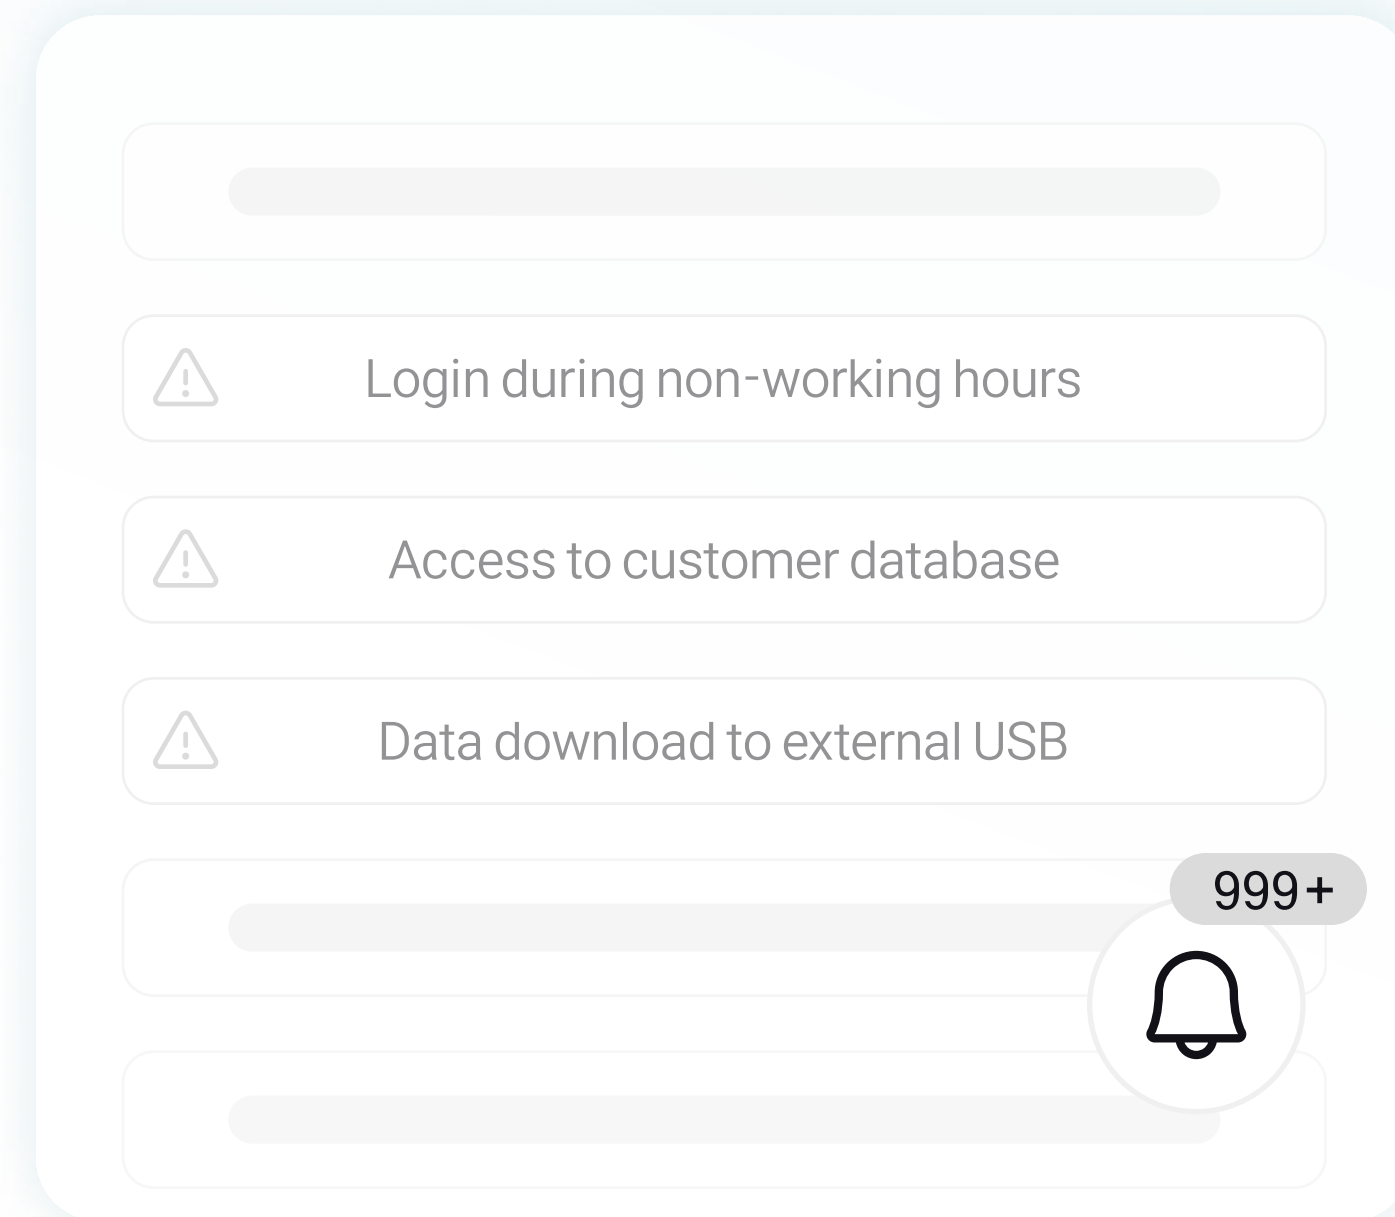 Login during non-working hours
Access to customer database
Data download to external USB
999+